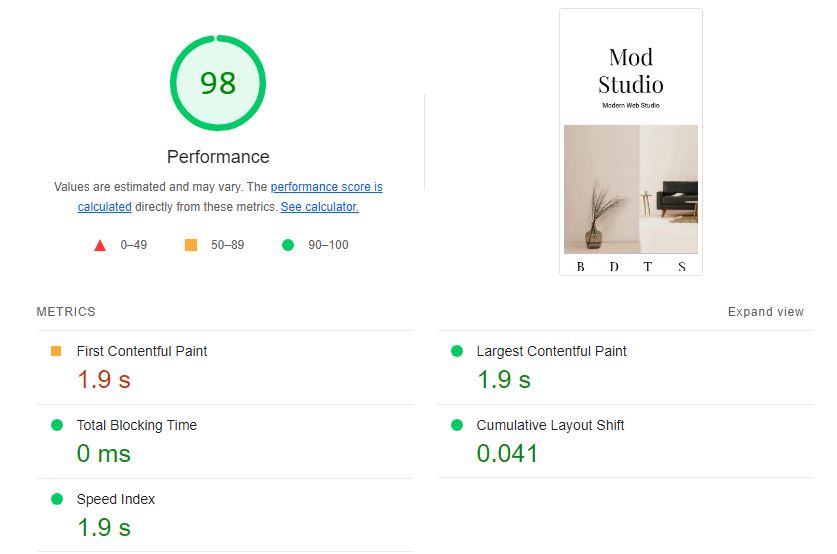 98
Performance
Values are estimated and may vary. The performance score is
calculated directly from these metrics. See calculator.
0–49
50–89
90–100
Mod
Studio
Modern Web Studio
B D T S
METRICS
Expand view
First Contentful Paint
1.9 s
Largest Contentful Paint
1.9 s
Total Blocking Time
0 ms
Cumulative Layout Shift
0.041
Speed Index
1.9 s